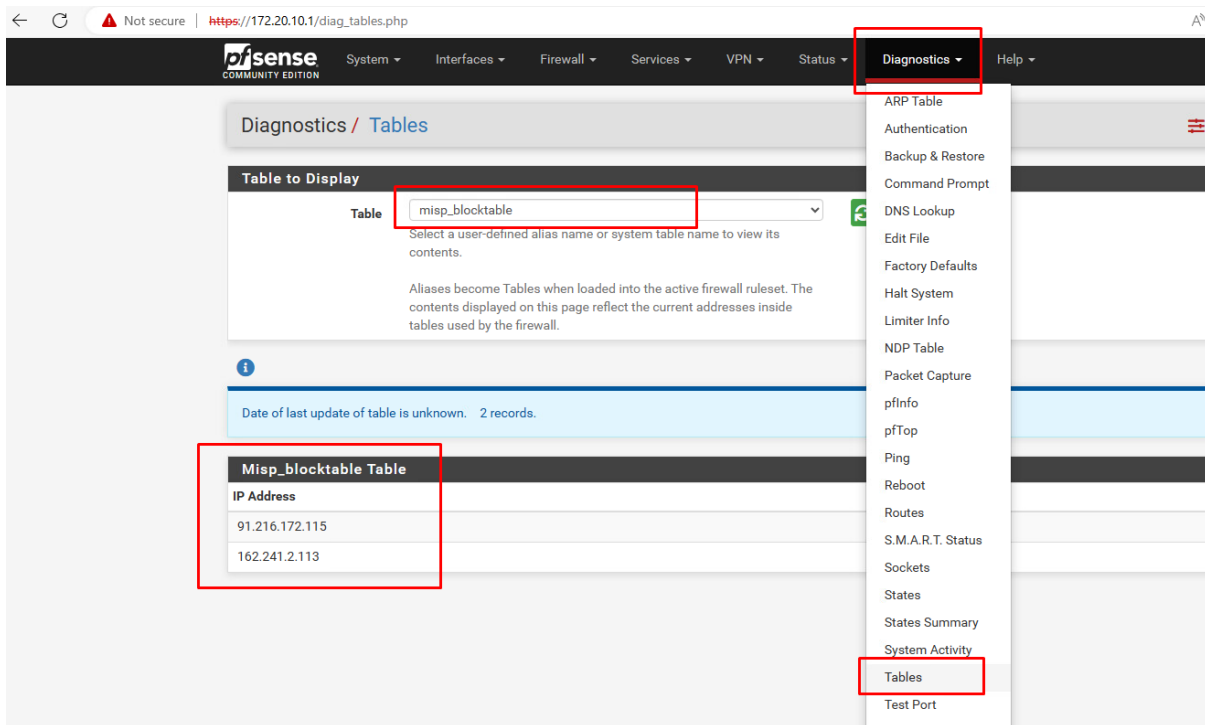 Not secure
https://172.20.10.1/diag_tables.php
A
pfsense
COMMUNITY EDITION
System
Interfaces
Firewall
Services
VPN
Status
Diagnostics
Help
Diagnostics / Tables
Table to Display
Table
misp_blocktable
Select a user-defined alias name or system table name to view its
contents.
Aliases become Tables when loaded into the active firewall ruleset. The
contents displayed on this page reflect the current addresses inside
tables used by the firewall.
Date of last update of table is unknown. 2 records.
Misp_blocktable Table
IP Address
91.216.172.115
162.241.2.113
ARP Table
Authentication
Backup & Restore
Command Prompt
DNS Lookup
Edit File
Factory Defaults
Halt System
Limiter Info
NDP Table
Packet Capture
pfInfo
pfTop
Ping
Reboot
Routes
S.M.A.R.T. Status
Sockets
States
States Summary
System Activity
Tables
Test Port